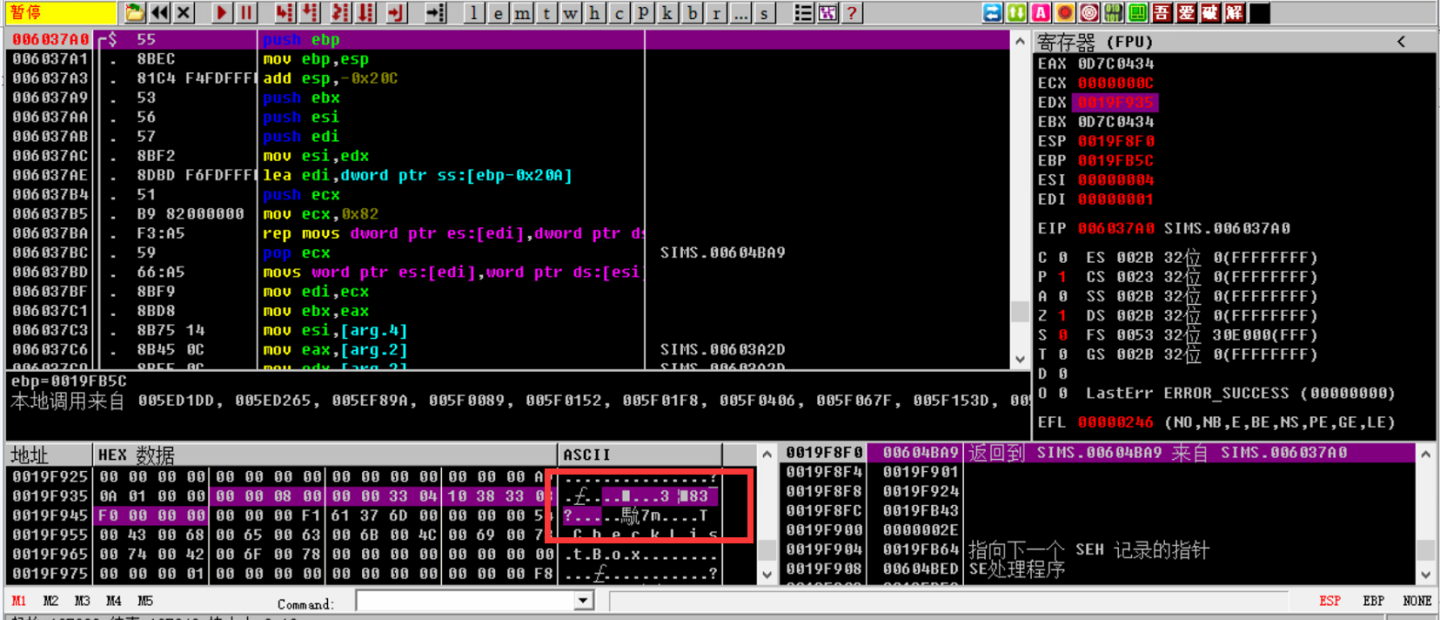 暂停 l e m t w h c P k b r ... s ? 吾 爱 破 解
006037A0 $ 55 push ebp
006037A1 . 8BEC mov ebp,esp
006037A3 . 81C4 F4FDFFF add esp,-0x20C
006037A9 . 53 push ebx
006037AA . 56 push esi
006037AB . 57 push edi
006037AC . 8BF2 mov esi,edx
006037AE . 8DBD F6FDFFF lea edi,dword ptr ss:[ebp-0x20A]
006037B4 . 51 push ecx
006037B5 . B9 82000000 mov ecx,0x82
006037BA . F3:A5 rep movs dword ptr es:[edi],dword ptr ds
006037BC . 59 pop ecx SIMS.00604BA9
006037BD . 66:A5 movs word ptr es:[edi],word ptr ds:[esi
006037BF . 8BF9 mov edi,ecx
006037C1 . 8BD8 mov ebx,eax
006037C3 . 8B75 14 mov esi,[arg.4]
006037C6 . 8B45 0C mov eax,[arg.2] SIMS.00603A2D
ebp=0019FB5C
本地调用来自 005ED1DD, 005ED265, 005EF89A, 005F0089, 005F0152, 005F01F8, 005F0406, 005F067F, 005F153D, 00
寄存器 (FPU) <
EAX 0D7C0434
ECX 0000000C
EDX 0019F935
EBX 0D7C0434
ESP 0019F8F0
EBP 0019FB5C
ESI 00000004
EDI 00000001
EIP 006037A0 SIMS.006037A0
C 0 ES 002B 32位 0(FFFFFFFF)
P 1 CS 0023 32位 0(FFFFFFFF)
A 0 SS 002B 32位 0(FFFFFFFF)
Z 1 DS 002B 32位 0(FFFFFFFF)
S 0 FS 0053 32位 30E000(FFF)
T 0 GS 002B 32位 0(FFFFFFFF)
D 0
O 0 LastErr ERROR_SUCCESS (00000000)
EFL 00000246 (NO,NB,E,BE,NS,PE,GE,LE)
地址 HEX 数据 ASCII
0019F925 00 00 00 00 00 00 00 00 00 00 00 00 00 00 00 A ...............?
0019F935 0A 01 00 00 00 00 08 00 00 00 33 04 10 38 33 0
0019F945 F0 00 00 00 00 00 00 F1 61 37 6D 00 00 00 00 5 ?.....駍7m....T
0019F955 00 43 00 68 00 65 00 63 00 6B 00 4C 00 69 00 7 .C.h.e.c.k.L.i.s
0019F965 00 74 00 42 00 6F 00 78 00 00 00 00 00 00 00 00 .t.B.o.x........
0019F975 00 00 00 01 00 00 00 00 00 00 00 00 00 00 00 F8
0019F8F0 00604BA9 返回到 SIMS.00604BA9 来自 SIMS.006037A0
0019F8F4 0019F901
0019F8F8 0019F924
0019F8FC 0019FB43
0019F900 0000002E
0019F904 0019FB64 指向下一个 SEH 记录的指针
0019F908 00604BED SE处理程序
M1 M2 M3 M4 M5 Command: ESP EBP NONE